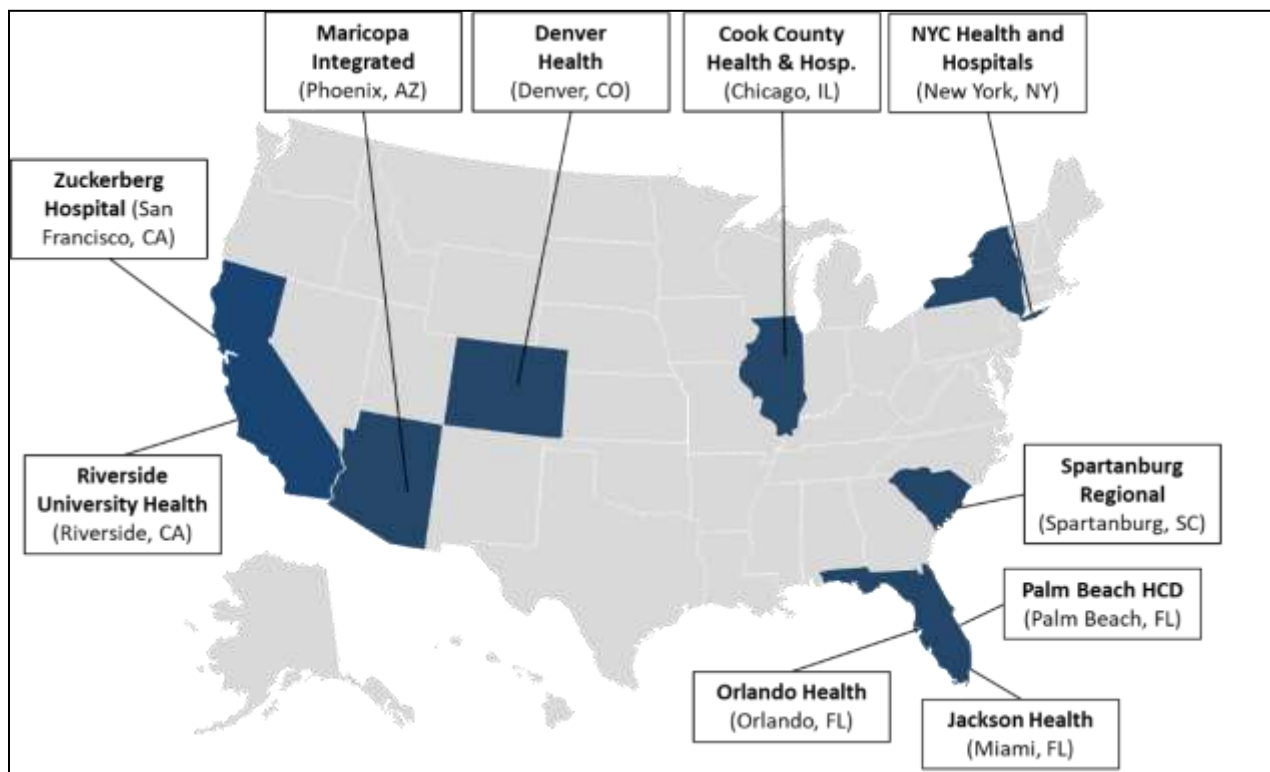 Maricopa
Integrated
(Phoenix, AZ)
Denver
Health
(Denver, CO)
Cook County
Health & Hosp.
(Chicago, IL)
NYC Health and
Hospitals
(New York, NY)
Zuckerberg
Hospital (San
Francisco, CA)
Riverside
University Health
(Riverside, CA)
Spartanburg
Regional
(Spartanburg, SC)
Palm Beach HCD
(Palm Beach, FL)
Orlando Health
(Orlando, FL)
Jackson Health
(Miami, FL)